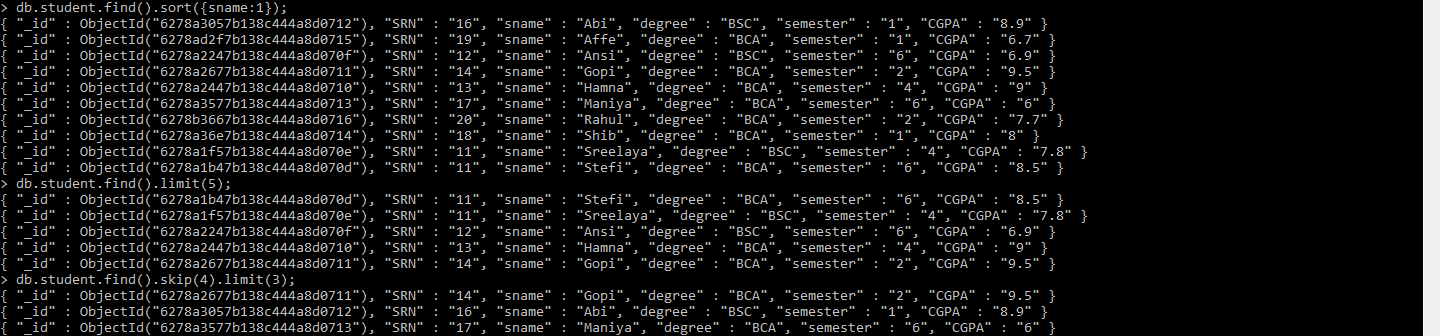 > db.student.find().sort({sname:1});
{ "_id" : ObjectId("6278a3057b138c444a8d0712"), "SRN" : "16", "sname" : "Abi", "degree" : "BSC", "semester" : "1", "CGPA" : "8.9" }
{ "_id" : ObjectId("6278ad2f7b138c444a8d0715"), "SRN" : "19", "sname" : "Affe", "degree" : "BCA", "semester" : "1", "CGPA" : "6.7" }
{ "_id" : ObjectId("6278a2247b138c444a8d070f"), "SRN" : "12", "sname" : "Ansi", "degree" : "BSC", "semester" : "6", "CGPA" : "6.9" }
{ "_id" : ObjectId("6278a2677b138c444a8d0711"), "SRN" : "14", "sname" : "Gopi", "degree" : "BCA", "semester" : "2", "CGPA" : "9.5" }
{ "_id" : ObjectId("6278a2447b138c444a8d0710"), "SRN" : "13", "sname" : "Hamna", "degree" : "BCA", "semester" : "4", "CGPA" : "9" }
{ "_id" : ObjectId("6278a3577b138c444a8d0713"), "SRN" : "17", "sname" : "Maniya", "degree" : "BCA", "semester" : "6", "CGPA" : "6" }
{ "_id" : ObjectId("6278b3667b138c444a8d0716"), "SRN" : "20", "sname" : "Rahul", "degree" : "BCA", "semester" : "2", "CGPA" : "7.7" }
{ "_id" : ObjectId("6278a36e7b138c444a8d0714"), "SRN" : "18", "sname" : "Shib", "degree" : "BCA", "semester" : "1", "CGPA" : "8" }
{ "_id" : ObjectId("6278a1f57b138c444a8d070e"), "SRN" : "11", "sname" : "Sreelaya", "degree" : "BSC", "semester" : "4", "CGPA" : "7.8" }
{ "_id" : ObjectId("6278a1b47b138c444a8d070d"), "SRN" : "11", "sname" : "Stefi", "degree" : "BCA", "semester" : "6", "CGPA" : "8.5" }
> db.student.find().limit(5);
{ "_id" : ObjectId("6278a1b47b138c444a8d070d"), "SRN" : "11", "sname" : "Stefi", "degree" : "BCA", "semester" : "6", "CGPA" : "8.5" }
{ "_id" : ObjectId("6278a1f57b138c444a8d070e"), "SRN" : "11", "sname" : "Sreelaya", "degree" : "BSC", "semester" : "4", "CGPA" : "7.8" }
{ "_id" : ObjectId("6278a2247b138c444a8d070f"), "SRN" : "12", "sname" : "Ansi", "degree" : "BSC", "semester" : "6", "CGPA" : "6.9" }
{ "_id" : ObjectId("6278a2447b138c444a8d0710"), "SRN" : "13", "sname" : "Hamna", "degree" : "BCA", "semester" : "4", "CGPA" : "9" }
{ "_id" : ObjectId("6278a2677b138c444a8d0711"), "SRN" : "14", "sname" : "Gopi", "degree" : "BCA", "semester" : "2", "CGPA" : "9.5" }
> db.student.find().skip(4).limit(3);
{ "_id" : ObjectId("6278a2677b138c444a8d0711"), "SRN" : "14", "sname" : "Gopi", "degree" : "BCA", "semester" : "2", "CGPA" : "9.5" }
{ "_id" : ObjectId("6278a3057b138c444a8d0712"), "SRN" : "16", "sname" : "Abi", "degree" : "BSC", "semester" : "1", "CGPA" : "8.9" }
{ "_id" : ObjectId("6278a3577b138c444a8d0713"), "SRN" : "17", "sname" : "Maniya", "degree" : "BCA", "semester" : "6", "CGPA" : "6" }